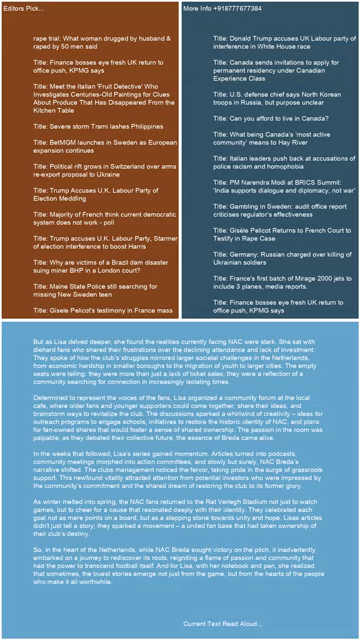 Editors Pick...
rape trial: What woman drugged by husband &
raped by 50 men said
Title: Finance bosses eye fresh UK return to
office push, KPMG says
Title: Meet the Italian 'Fruit Detective' Who
Investigates Centuries-Old Paintings for Clues
About Produce That Has Disappeared From the
Kitchen Table
Title: Severe storm Trami lashes Philippines
Title: BetMGM launches in Sweden as European
expansion continues
Title: Political rift grows in Switzerland over arms
re-export proposal to Ukraine
Title: Trump Accuses U.K. Labour Party of
Election Meddling
Title: Majority of French think current democratic
system does not work - poll
Title: Trump accuses U.K. Labour Party, Starmer
of election interference to boost Harris
Title: Why are victims of a Brazil dam disaster
suing miner BHP in a London court?
Title: Maine State Police still searching for
missing New Sweden teen
Title: Gisele Pelicot's testimony in France mass
More Info +918777677384
Title: Donald Trump accuses UK Labour party of
interference in White House race
Title: Canada sends invitations to apply for
permanent residency under Canadian
Experience Class
Title: U.S. defense chief says North Korean
troops in Russia, but purpose unclear
Title: Can you afford to live in Canada?
Title: What being Canada's 'most active
community' means to Hay River
Title: Italian leaders push back at accusations of
police racism and homophobia
Title: PM Narendra Modi at BRICS Summit:
'India supports dialogue and diplomacy, not war'
Title: Gambling in Sweden: audit office report
criticises regulator's effectiveness
Title: Gisèle Pelicot Returns to French Court to
Testify in Rape Case
Title: Germany: Russian charged over killing of
Ukrainian soldiers
Title: France's first batch of Mirage 2000 jets to
include 3 planes, media reports.
Title: Finance bosses eye fresh UK return to
office push, KPMG says
But as Lisa delved deeper, she found the realities currently facing NAC were stark. She sat with
diehard fans who shared their frustrations over the declining attendance and lack of investment.
They spoke of how the club's struggles mirrored larger societal challenges in the Netherlands,
from economic hardship in smaller boroughs to the migration of youth to larger cities. The empty
seats were telling: they were more than just a lack of ticket sales; they were a reflection of a
community searching for connection in increasingly isolating times.
Determined to represent the voices of the fans, Lisa organized a community forum at the local
cafe, where older fans and younger supporters could come together, share their ideas, and
brainstorm ways to revitalize the club. The discussions sparked a whirlwind of creativity – ideas for
outreach programs to engage schools, initiatives to restore the historic identity of NAC, and plans
for fan-owned shares that would foster a sense of shared ownership. The passion in the room was
palpable; as they debated their collective future, the essence of Breda came alive.
In the weeks that followed, Lisa's series gained momentum. Articles turned into podcasts,
community meetings morphed into action committees, and slowly but surely, NAC Breda's
narrative shifted. The clubs management noticed the fervor, taking pride in the surge of grassroots
support. This newfound vitality attracted attention from potential investors who were impressed by
the community's commitment and the shared dream of restoring the club to its former glory.
As winter melted into spring, the NAC fans returned to the Rat Verlegh Stadium not just to watch
games, but to cheer for a cause that resonated deeply with their identity. They celebrated each
goal not as mere points on a board, but as a stepping stone towards unity and hope. Lisas articles
didn't just tell a story; they sparked a movement – a united fan base that had taken ownership of
their club's destiny.
So, in the heart of the Netherlands, while NAC Breda sought victory on the pitch, it inadvertently
embarked on a journey to rediscover its roots, reigniting a flame of passion and community that
had the power to transcend football itself. And for Lisa, with her notebook and pen, she realized
that sometimes, the truest stories emerge not just from the game, but from the hearts of the people
who make it all worthwhile.
Current Text Read Aloud...